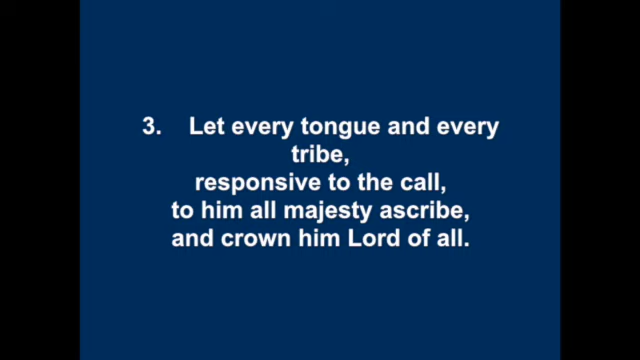 3. Let every tongue and every
tribe,
responsive to the call,
to him all majesty ascribe,
and crown him Lord of all.